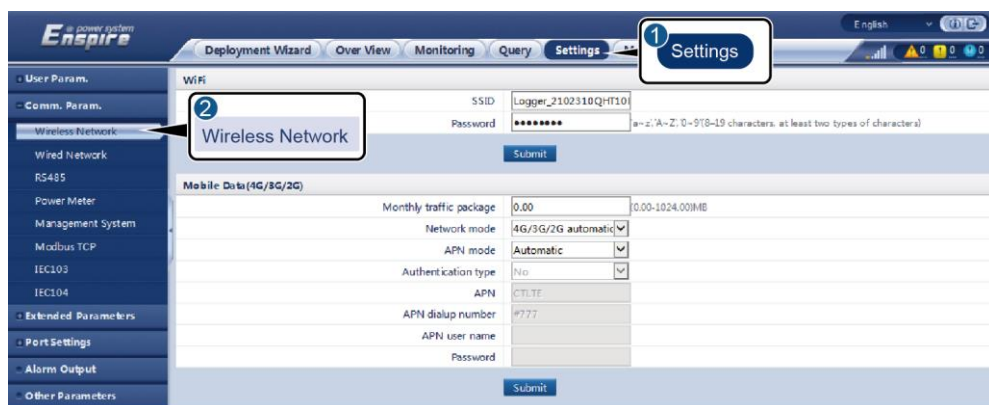 Enspire
e power system
English
Deployment Wizard
Over View
Monitoring
Query
Settings
1
Settings
User Param.
Comm. Param.
Wireless Network
Wired Network
RS485
Power Meter
Management System
Modbus TCP
IEC103
IEC104
Extended Parameters
Port Settings
Alarm Output
Other Parameters
2
Wireless Network
WiFi
SSID Logger_2102310QHT10
Password ●●●●●●●● 'a~z','A~Z','0~9'(8-19 characters, at least two types of characters)
Submit
Mobile Data(4G/3G/2G)
Monthly traffic package 0.00 (0.00-1024.00)MB
Network mode 4G/3G/2G automatic
APN mode Automatic
Authentication type No
APN CTLTE
APN dialup number #777
APN user name
Password
Submit